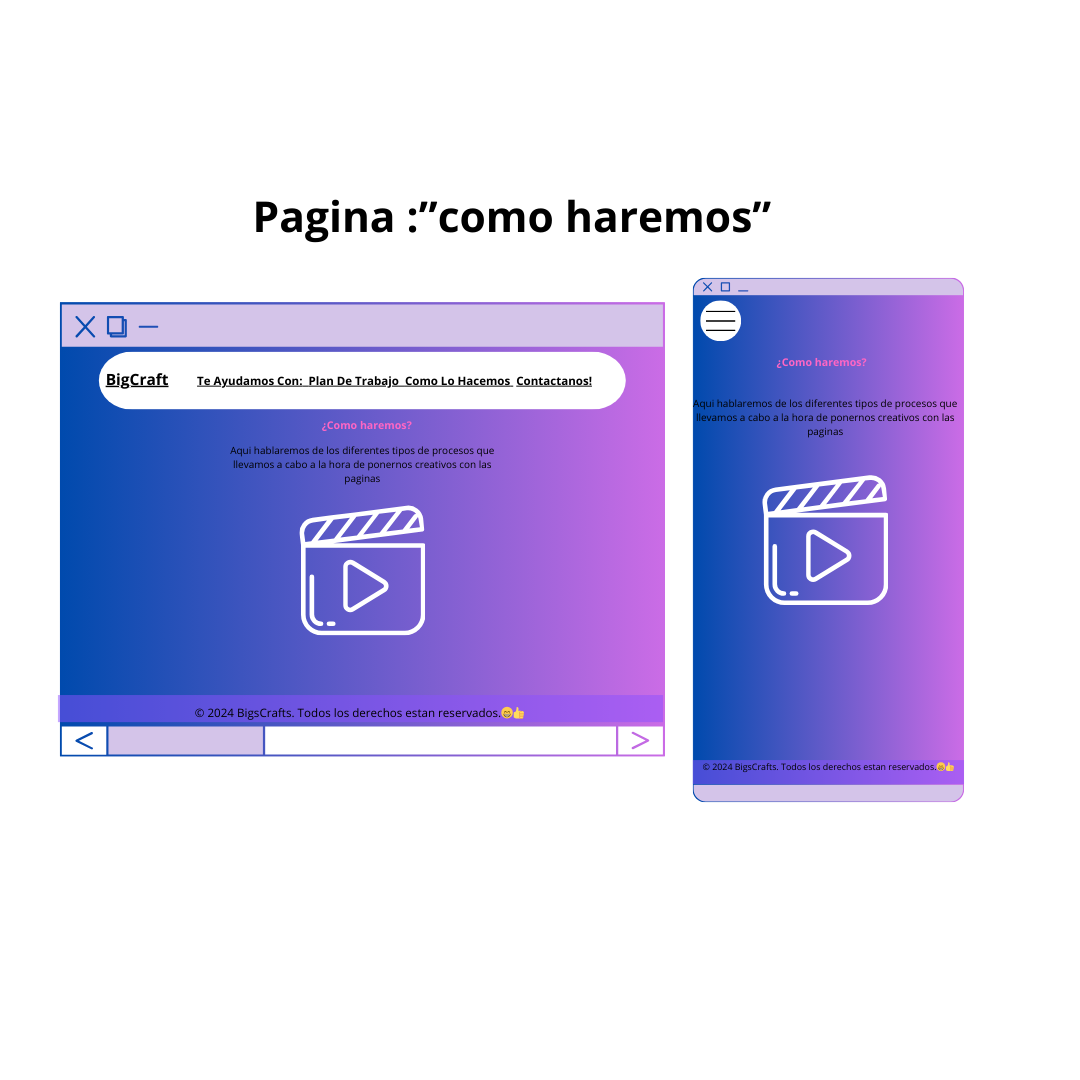 Pagina :”como haremos”
BigCraft
Te Ayudamos Con:  Plan De Trabajo  Como Lo Hacemos  Contactanos!
¿Como haremos?
Aqui hablaremos de los diferentes tipos de procesos que
llevamos a cabo a la hora de ponernos creativos con las
paginas
© 2024 BigsCrafts. Todos los derechos estan reservados.😊👍
¿Como haremos?
Aqui hablaremos de los diferentes tipos de procesos que
llevamos a cabo a la hora de ponernos creativos con las
paginas
© 2024 BigsCrafts. Todos los derechos estan reservados.😊👍